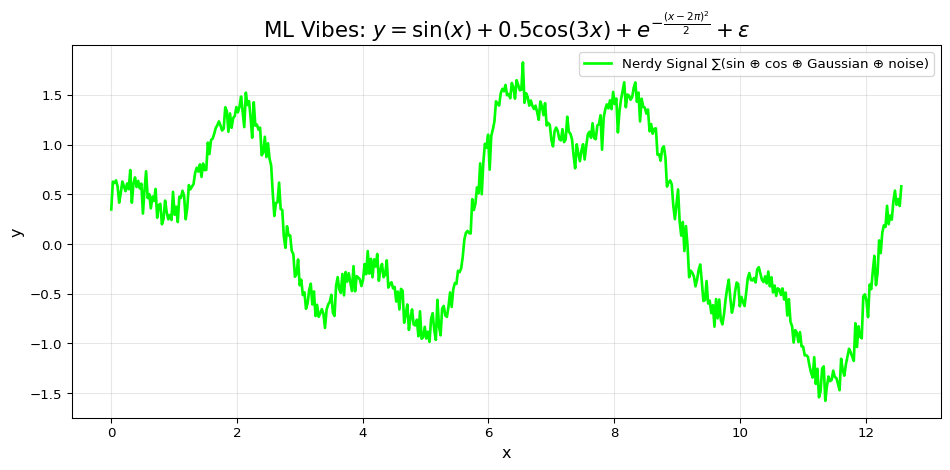 ML Vibes: y = sin(x) + 0.5cos(3x) + e^{-\frac{(x-2π)^2}{2}} + ε
Nerdy Signal ∑(sin ⊕ cos ⊕ Gaussian ⊕ noise)
y
1.5
1.0
0.5
0.0
−0.5
−1.0
−1.5
0 2 4 6 8 10 12
x